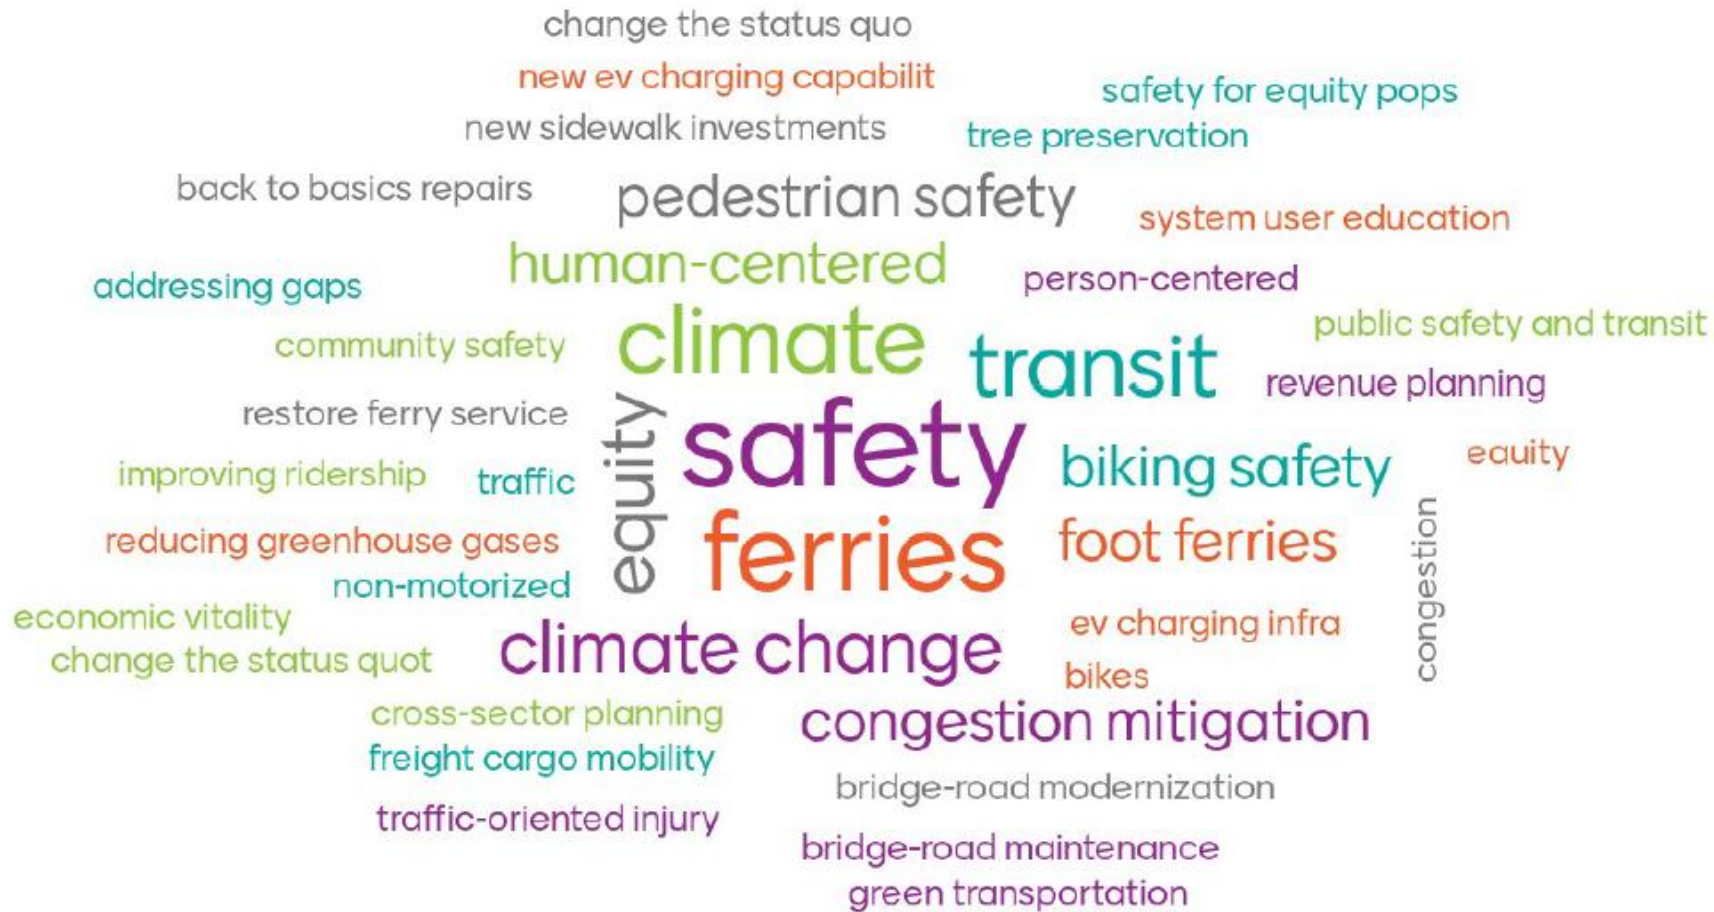 change the status quo
new ev charging capabilit
safety for equity pops
new sidewalk investments
tree preservation
back to basics repairs
pedestrian safety
system user education
human-centered
person-centered
addressing gaps
public safety and transit
community safety
climate
transit
revenue planning
restore ferry service
equity
safety
biking safety
eauity
improving ridership
traffic
reducing greenhouse gases
ferries
foot ferries
congestion
non-motorized
economic vitality
ev charging infra
change the status quot
climate change
bikes
cross-sector planning
congestion mitigation
freight cargo mobility
bridge-road modernization
traffic-oriented injury
bridge-road maintenance
green transportation